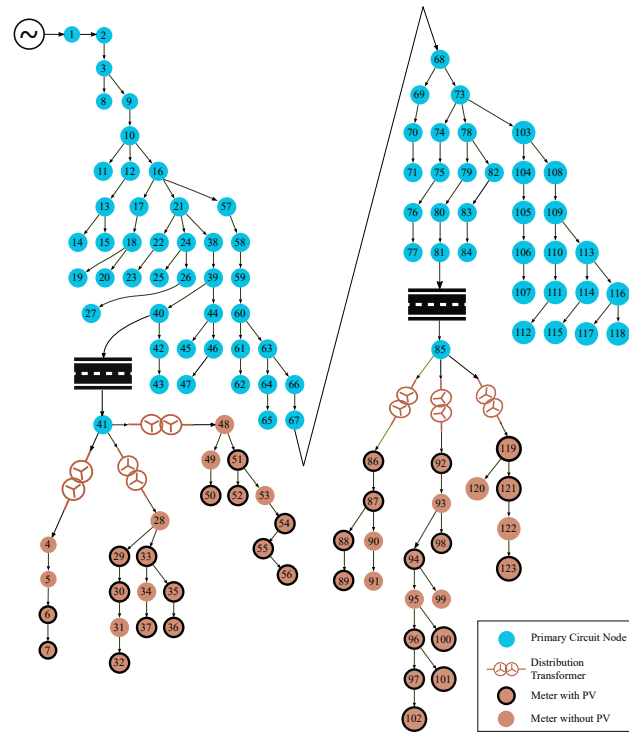 1 2
3
8 9
10
11 12 16
13 17 21 57
14 15 18 22 24 38 58
19 20 23 25 26 39 59
27 40 44 60
42 45 46 61 63
43 47 62 64 66
65 67
41 48
49 51
50 52 53
54
55
56
4 28
5 29 33
6 30 34 35
7 31 37 36
32
68
69 73
70 74 78 103
71 75 79 82 104 108
76 80 83 105 109
77 81 84 106 110 113
107 111 114 116
112 115 117 118
85
86 92 119
87 93 120 121
88 90 98 122
89 91 94 123
95 99
96 100
97 101
102
Primary Circuit Node
Distribution
Transformer
Meter with PV
Meter without PV